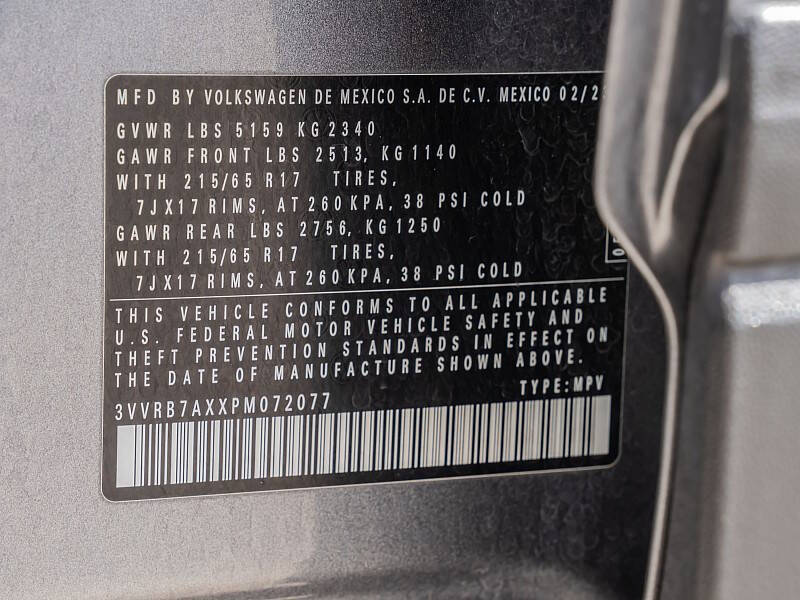 MFD BY VOLKSWAGEN DE MEXICO S.A. DE C.V. MEXICO 02/23
GVWR LBS 5159 KG 2340
GAWR FRONT LBS 2513, KG 1140
WITH 215/65 R17 TIRES,
7JX17 RIMS, AT 260 KPA, 38 PSI COLD
GAWR REAR LBS 2756, KG 1250
WITH 215/65 R17 TIRES,
7JX17 RIMS, AT 260 KPA, 38 PSI COLD
THIS VEHICLE CONFORMS TO ALL APPLICABLE
U.S. FEDERAL MOTOR VEHICLE SAFETY AND
THEFT PREVENTION STANDARDS IN EFFECT ON
THE DATE OF MANUFACTURE SHOWN ABOVE.
TYPE:MPV
3VVRB7AXXPM072077